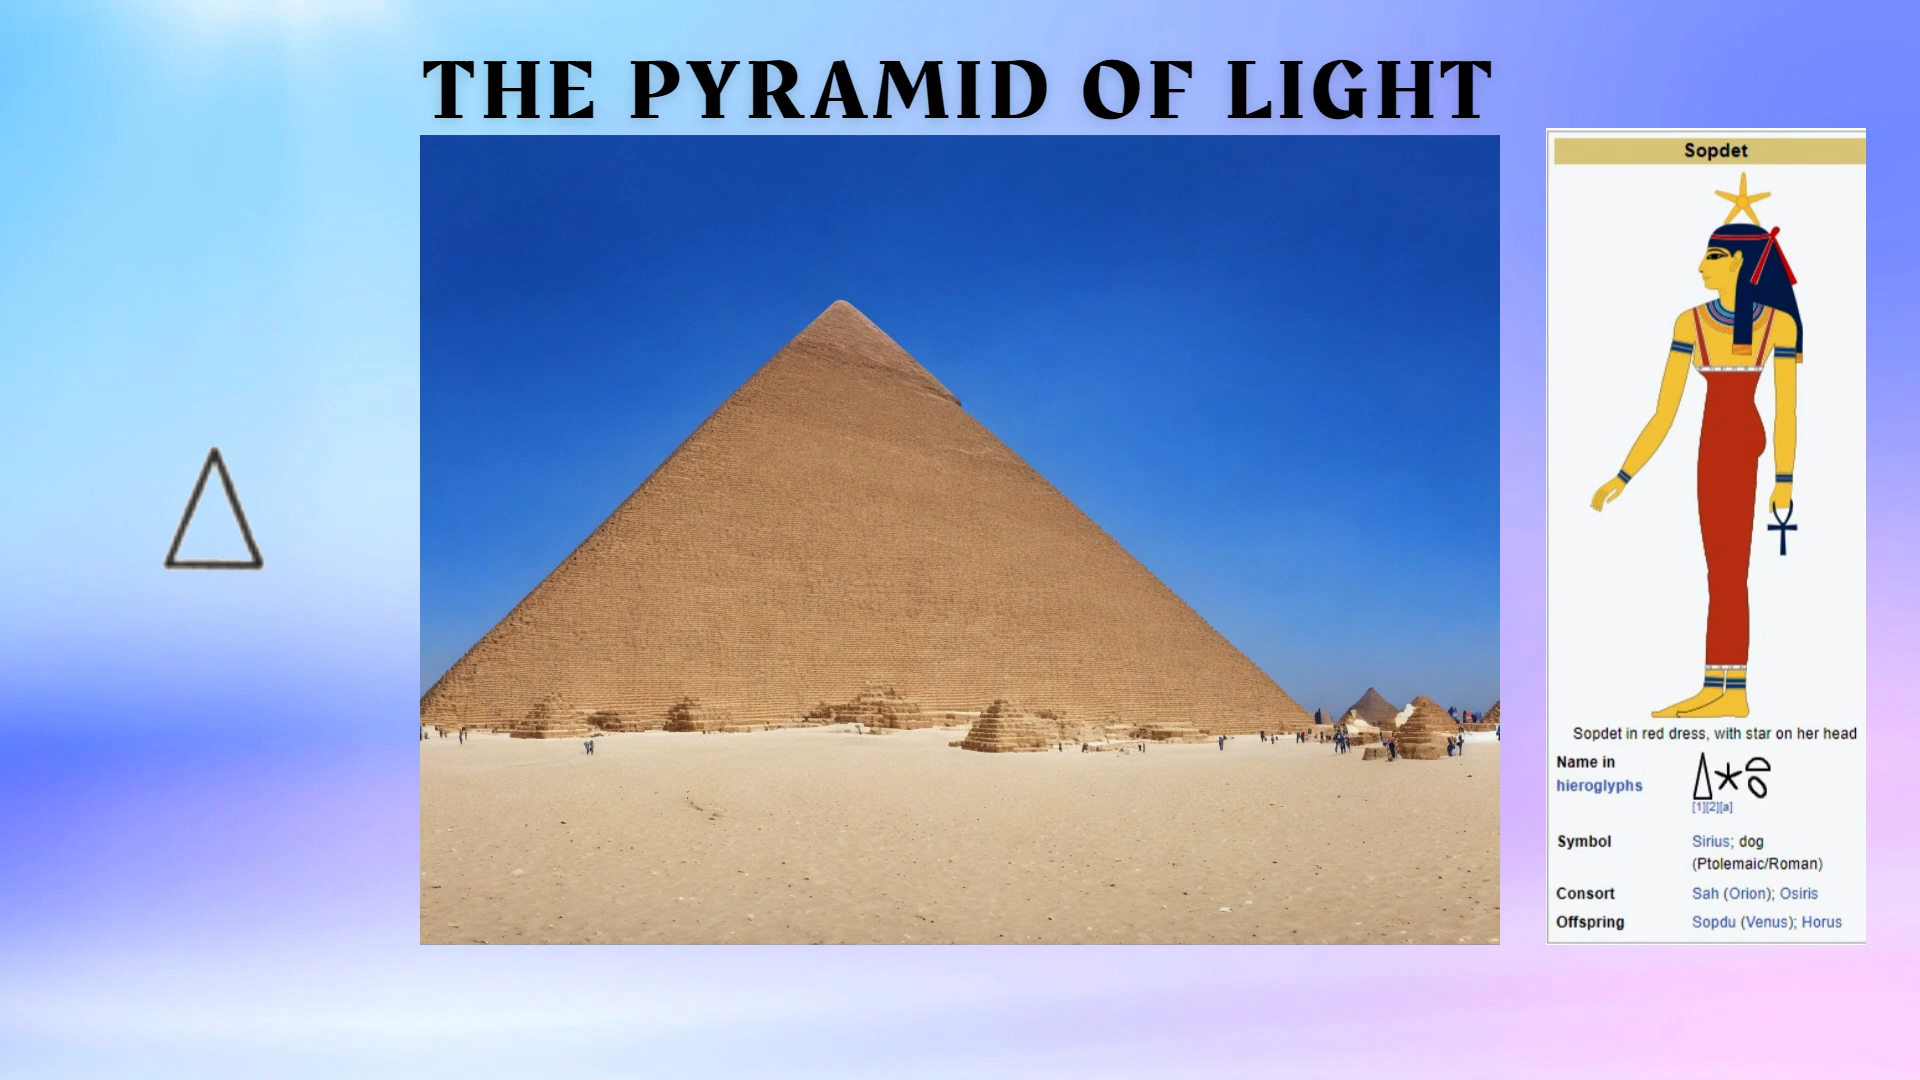 THE PYRAMID OF LIGHT
Sopdet
Sopdet in red dress, with star on her head
Name in hieroglyphs
[1][2][a]
Symbol Sirius; dog (Ptolemaic/Roman)
Consort Sah (Orion); Osiris
Offspring Sopdu (Venus); Horus